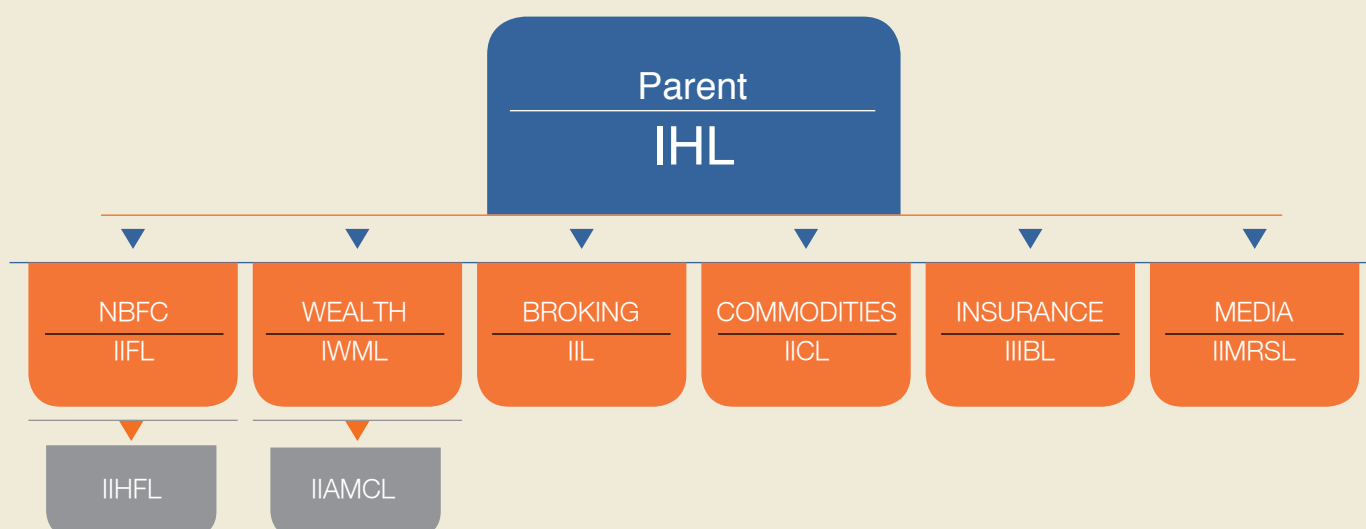 Parent
IHL
NBFC
IIFL
WEALTH
IWML
BROKING
IIL
COMMODITIES
IICL
INSURANCE
IIIBL
MEDIA
IIMRSL
IIHFL
IIAMCL